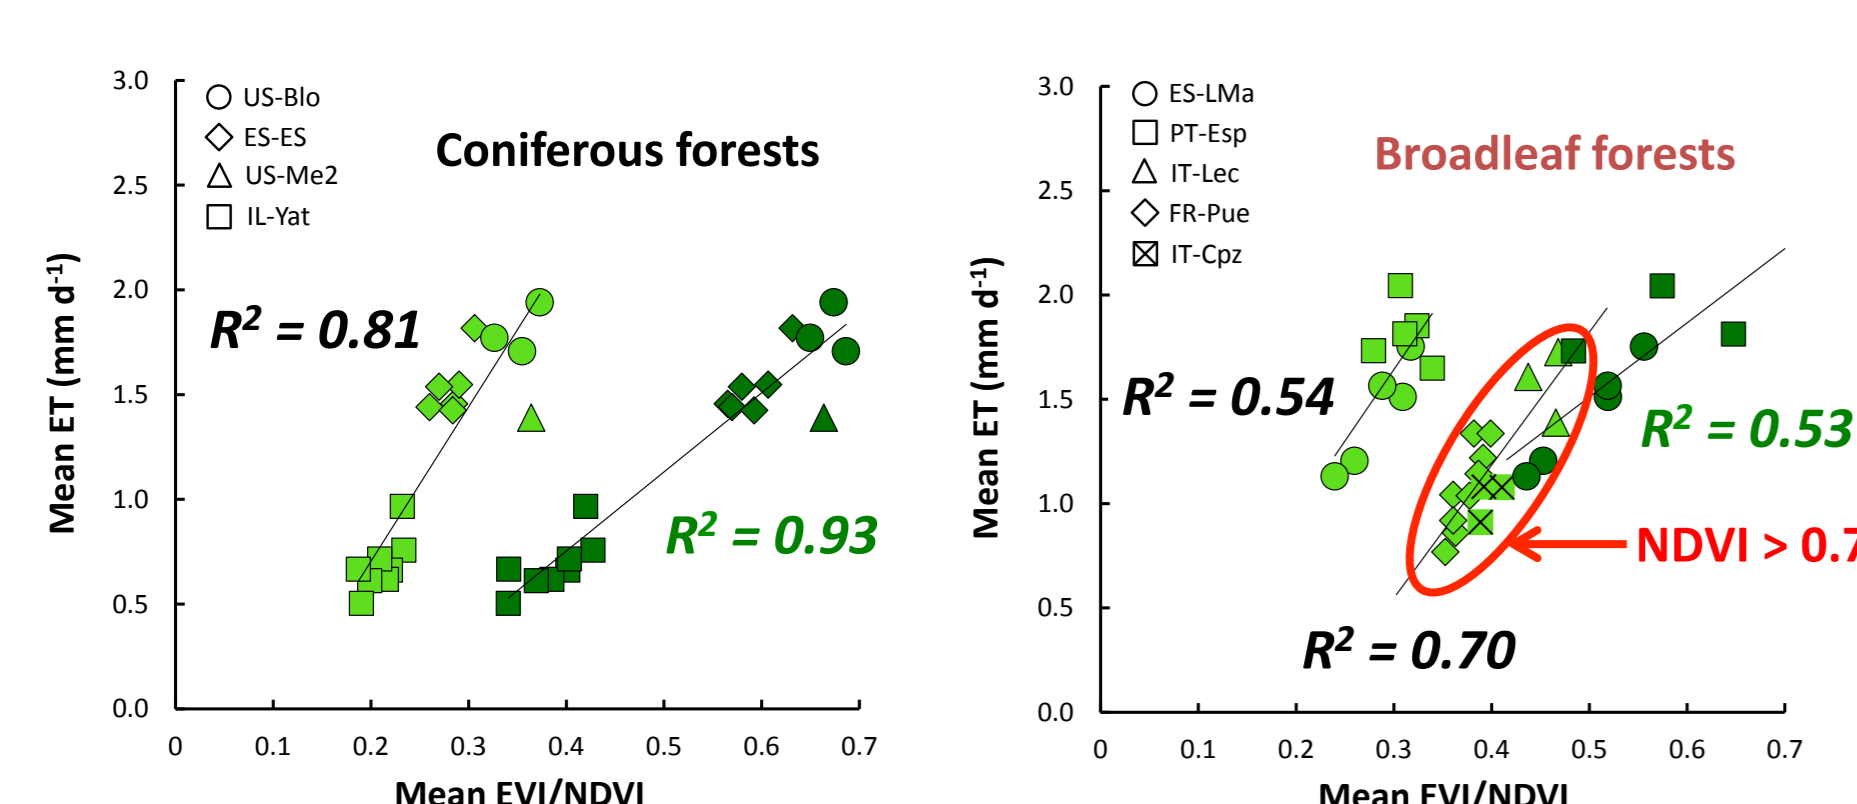 Coniferous forests
US-Blo
ES-ES
US-Me2
IL-Yat
R² = 0.81
R² = 0.93
Mean ET (mm d⁻¹)
3.0
2.5
2.0
1.5
1.0
0.5
0.0
0 0.1 0.2 0.3 0.4 0.5 0.6 0.7
Mean EVI/NDVI
Broadleaf forests
ES-LMa
PT-Esp
IT-Lec
FR-Pue
IT-Cpz
R² = 0.54
R² = 0.53
NDVI > 0.7
R² = 0.70
Mean ET (mm d⁻¹)
3.0
2.5
2.0
1.5
1.0
0.5
0.0
0 0.1 0.2 0.3 0.4 0.5 0.6 0.7
Mean EVI/NDVI